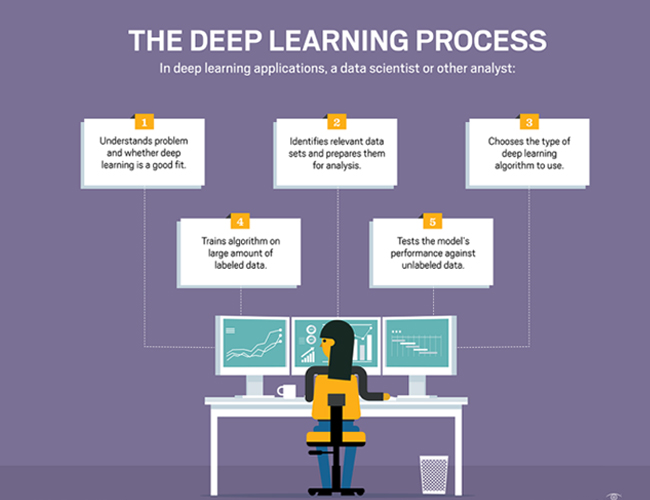 THE DEEP LEARNING PROCESS
In deep learning applications, a data scientist or other analyst:
1
Understands problem
and whether deep
learning is a good fit.
2
Identifies relevant data
sets and prepares them
for analysis.
3
Chooses the type of
deep learning
algorithm to use.
4
Trains algorithm on
large amount of
labeled data.
5
Tests the model's
performance against
unlabeled data.